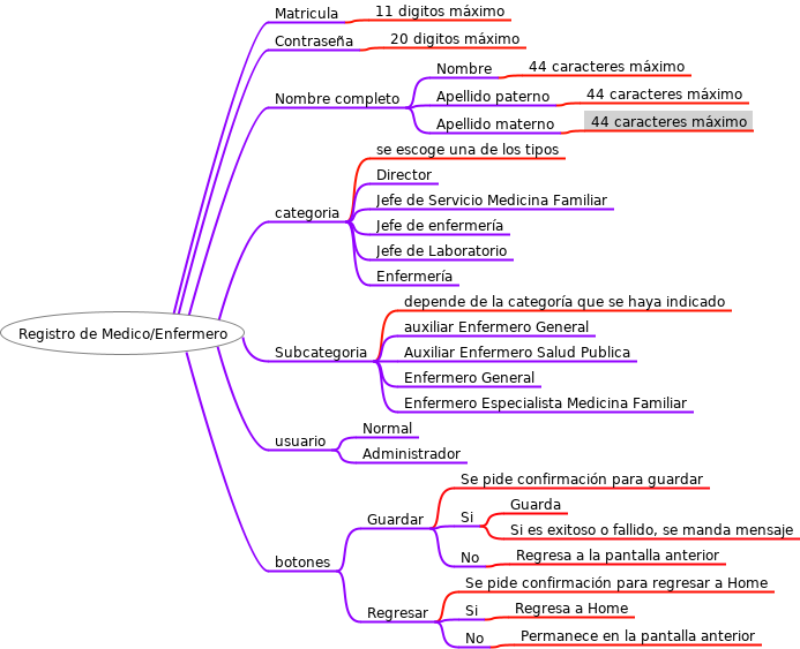 Registro de Medico/Enfermero
Matricula
11 digitos máximo
Contraseña
20 digitos máximo
Nombre completo
Nombre
44 caracteres máximo
Apellido paterno
44 caracteres máximo
Apellido materno
44 caracteres máximo
categoria
se escoge una de los tipos
Director
Jefe de Servicio Medicina Familiar
Jefe de enfermería
Jefe de Laboratorio
Enfermería
Subcategoria
depende de la categoría que se haya indicado
auxiliar Enfermero General
Auxiliar Enfermero Salud Publica
Enfermero General
Enfermero Especialista Medicina Familiar
usuario
Normal
Administrador
botones
Guardar
Se pide confirmación para guardar
Si
Guarda
Si es exitoso o fallido, se manda mensaje
No
Regresa a la pantalla anterior
Regresar
Se pide confirmación para regresar a Home
Si
Regresa a Home
No
Permanece en la pantalla anterior